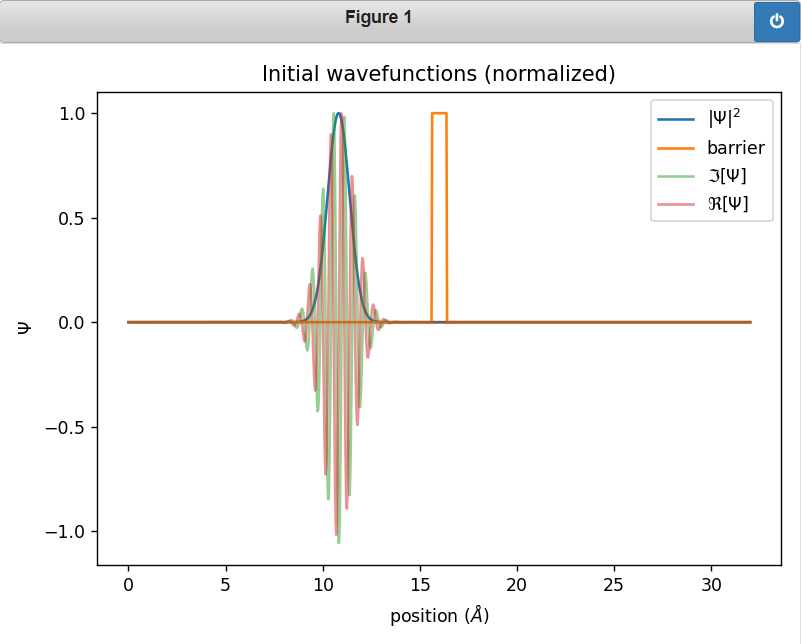 Figure 1
Initial wavefunctions (normalized)
1.0
0.5
0.0
−0.5
−1.0
Ψ
|Ψ|²
barrier
ℑ[Ψ]
ℜ[Ψ]
0 5 10 15 20 25 30
position (Å)